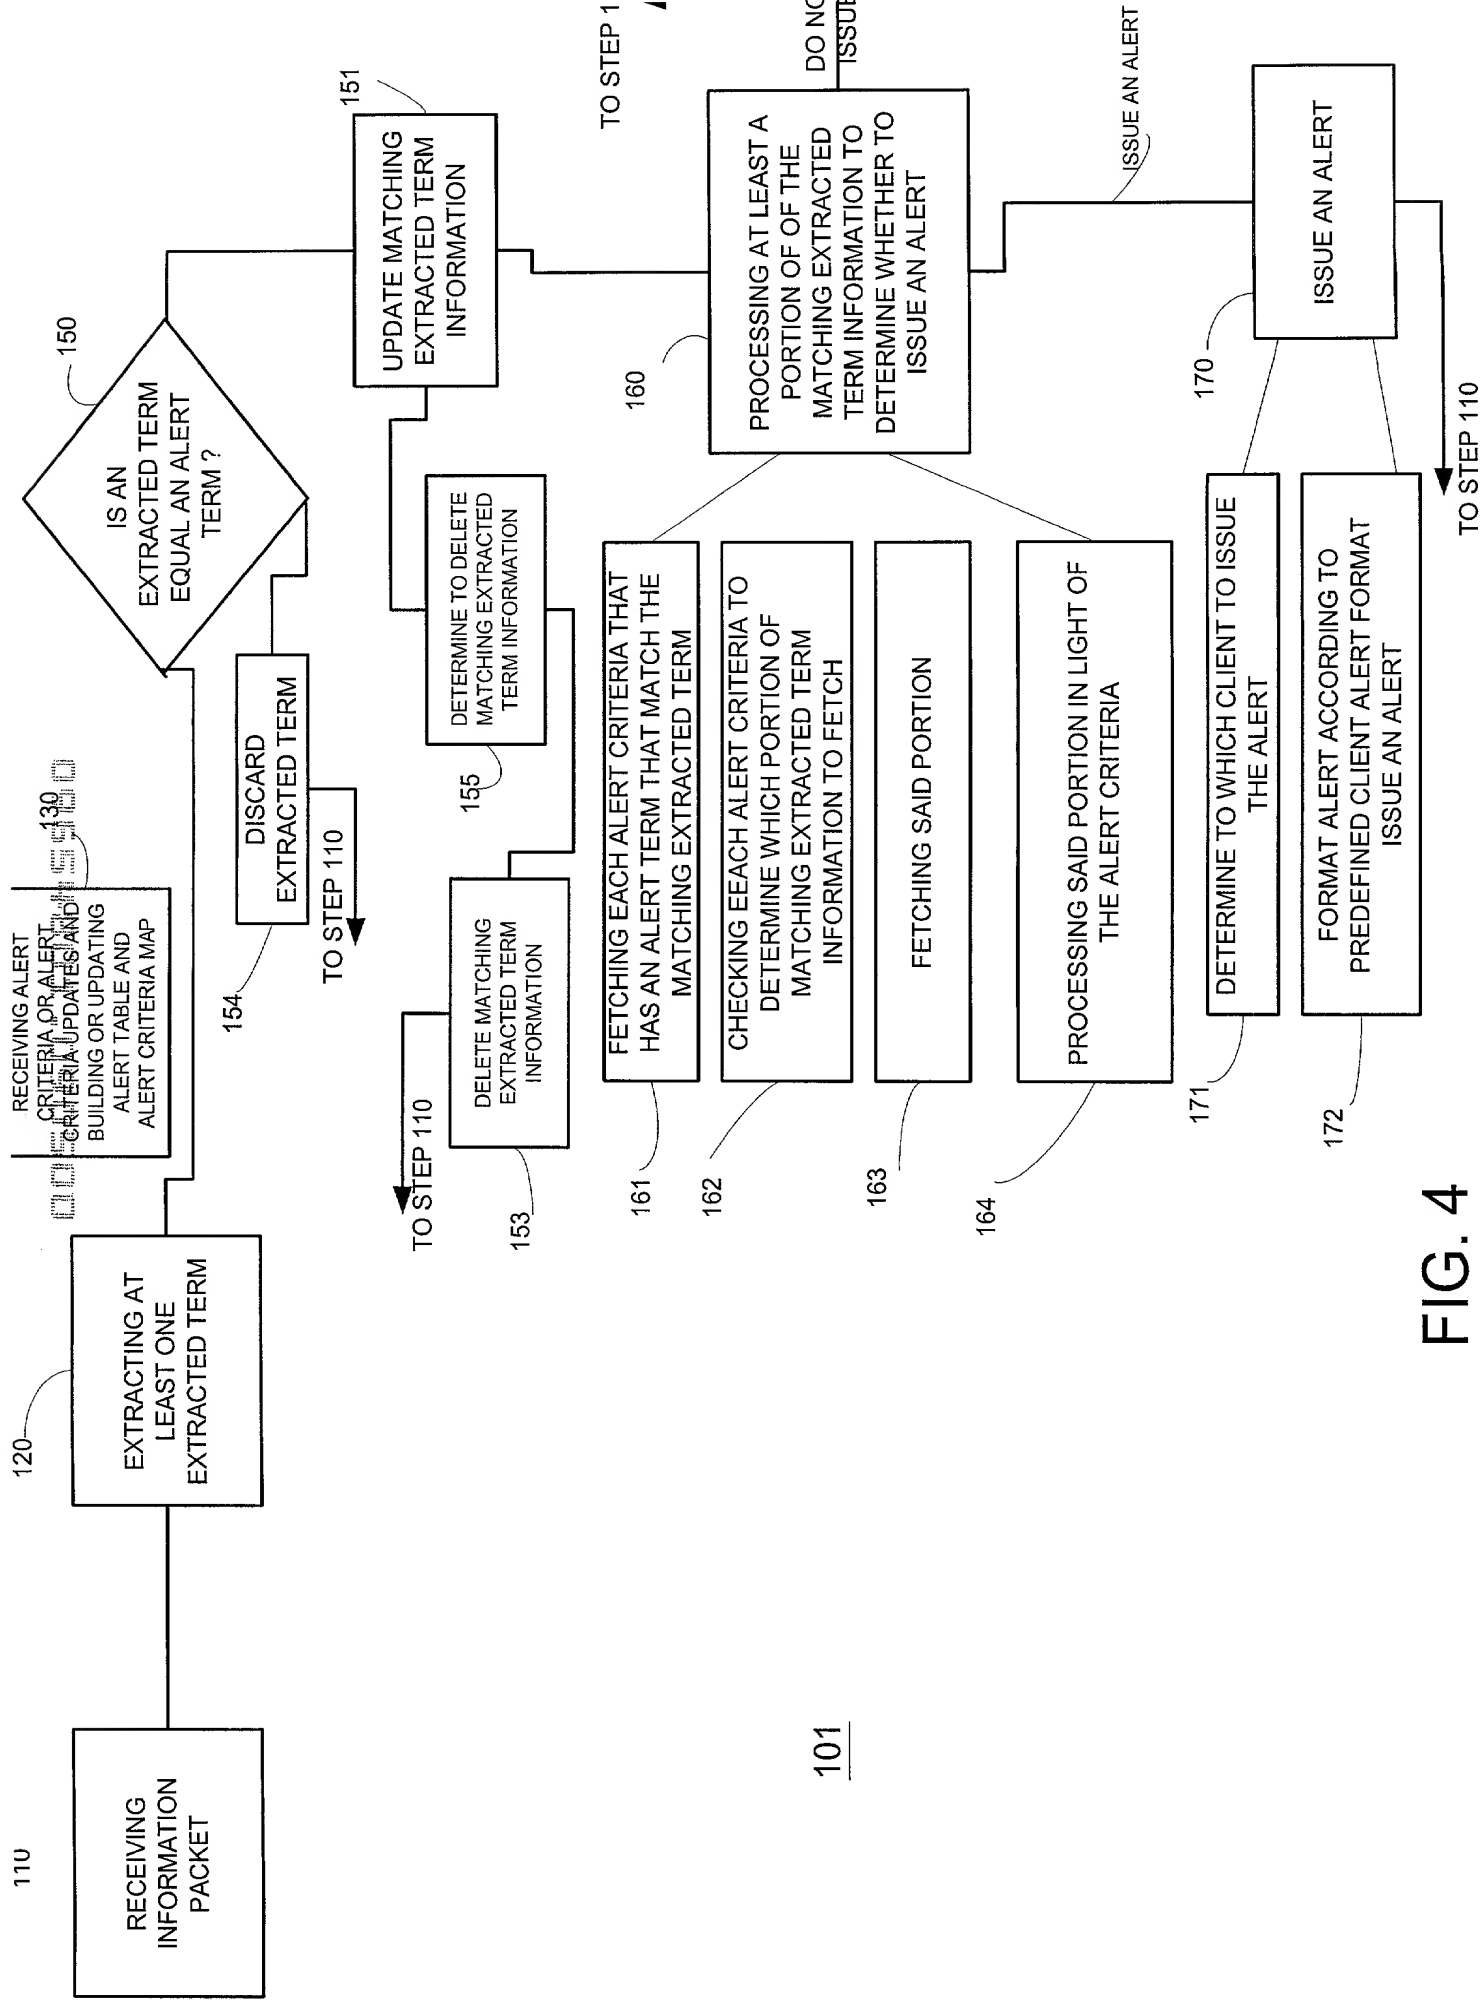 110
RECEIVING
INFORMATION
PACKET
120
EXTRACTING AT
LEAST ONE
EXTRACTED TERM
130
RECEIVING ALERT
CRITERIA OR ALERT
CRITERIA UPDATES AND
BUILDING OR UPDATING
ALERT TABLE AND
ALERT CRITERIA MAP
150
IS AN
EXTRACTED TERM
EQUAL AN ALERT
TERM ?
154
DISCARD
EXTRACTED TERM
TO STEP 110
151
UPDATE MATCHING
EXTRACTED TERM
INFORMATION
155
DETERMINE TO DELETE
MATCHING EXTRACTED
TERM INFORMATION
153
DELETE MATCHING
EXTRACTED TERM
INFORMATION
TO STEP 110
160
PROCESSING AT LEAST A
PORTION OF OF THE
MATCHING EXTRACTED
TERM INFORMATION TO
DETERMINE WHETHER TO
ISSUE AN ALERT
TO STEP 1
DO NO
ISSUE
161
FETCHING EACH ALERT CRITERIA THAT
HAS AN ALERT TERM THAT MATCH THE
MATCHING EXTRACTED TERM
162
CHECKING EEACH ALERT CRITERIA TO
DETERMINE WHICH PORTION OF
MATCHING EXTRACTED TERM
INFORMATION TO FETCH
163
FETCHING SAID PORTION
164
PROCESSING SAID PORTION IN LIGHT OF
THE ALERT CRITERIA
ISSUE AN ALERT
170
ISSUE AN ALERT
171
DETERMINE TO WHICH CLIENT TO ISSUE
THE ALERT
172
FORMAT ALERT ACCORDING TO
PREDEFINED CLIENT ALERT FORMAT
ISSUE AN ALERT
TO STEP 110
101
FIG. 4